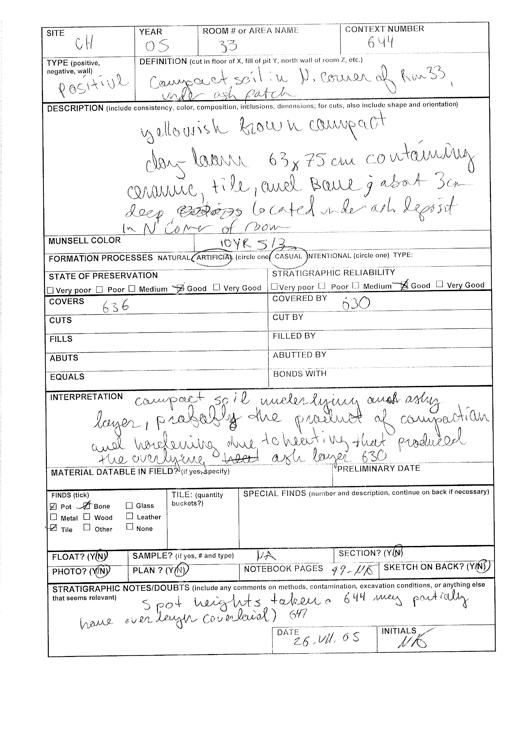 SITE YEAR ROOM # or AREA NAME CONTEXT NUMBER
CH 05 33 644
TYPE (positive, negative, wall) DEFINITION (cut in floor of X, fill of pit Y, north wall of room Z, etc.)
positive Compact soil in N. corner of Rm 33,
under ash patch
DESCRIPTION (include consistency, color, composition, inclusions, dimensions; for cuts, also include shape and orientation)
yellowish brown compact
clay loam 63 x 75 cm containing
ceramic, tile, and Bone g about 3cm
deep located under ash deposit
in N Corner of room
MUNSELL COLOR 10YR 5/3
FORMATION PROCESSES NATURAL ARTIFICIAL (circle one) CASUAL INTENTIONAL (circle one) TYPE:
STATE OF PRESERVATION STRATIGRAPHIC RELIABILITY
Very poor Poor Medium Good Very Good Very poor Poor Medium Good Very Good
COVERS 636 COVERED BY 630
CUTS CUT BY
FILLS FILLED BY
ABUTS ABUTTED BY
EQUALS BONDS WITH
INTERPRETATION compact soil underlying ashy
layer, probably the product of compaction
and hardening due to heating that produced
the overlying ash layer 630
MATERIAL DATABLE IN FIELD? (if yes, specify) PRELIMINARY DATE
FINDS (tick) TILE: (quantity buckets?) SPECIAL FINDS (number and description, continue on back if necessary)
Pot Bone Glass
Metal Wood Leather
Tile Other None
FLOAT? (Y/N) SAMPLE? (if yes, # and type) NA SECTION? (Y/N)
PHOTO? (Y/N) PLAN? (Y/N) NOTEBOOK PAGES 99-NK SKETCH ON BACK? (Y/N)
STRATIGRAPHIC NOTES/DOUBTS (include any comments on methods, contamination, excavation conditions, or anything else
that seems relevant) Spot heights taken 644 may partially
have overlayn (overlaid) 647
DATE 26.VII.05 INITIALS NK